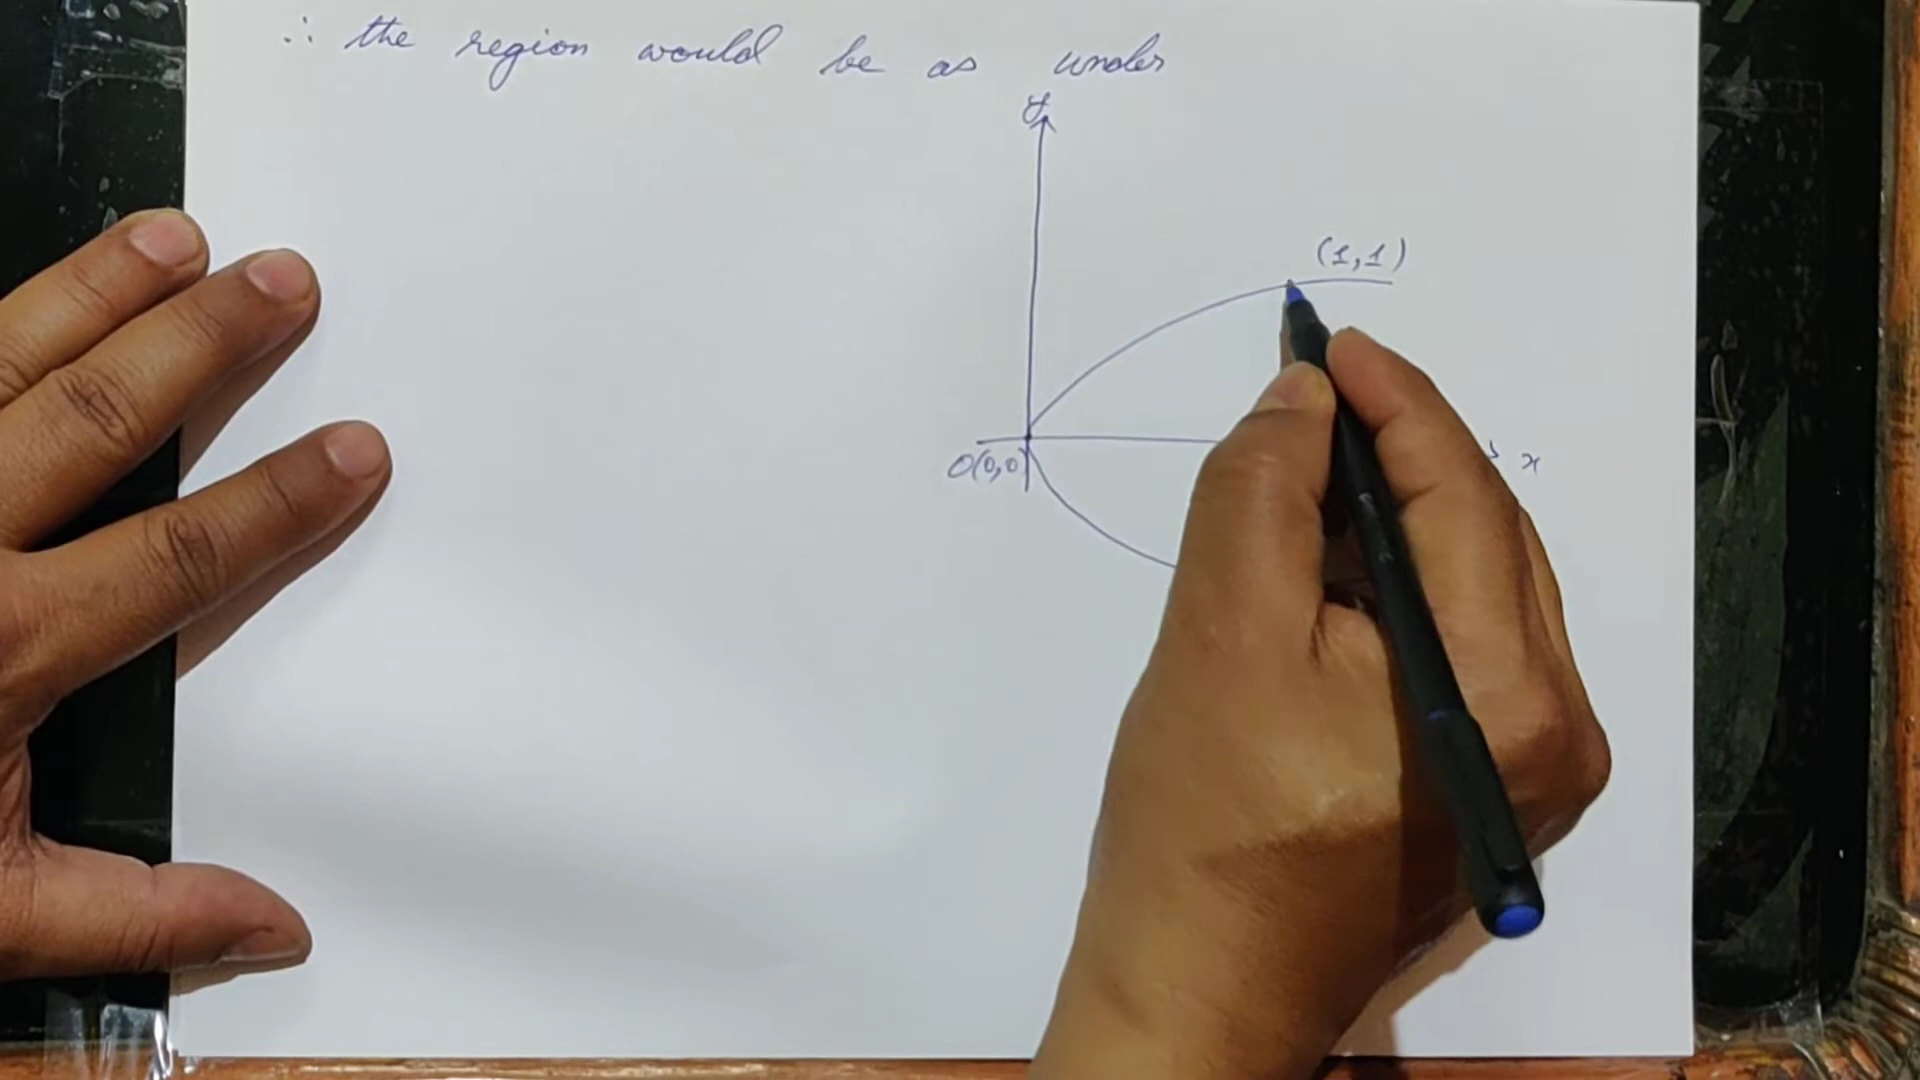 ∴ the region would be as under
y
(1,1)
O(0,0)
x